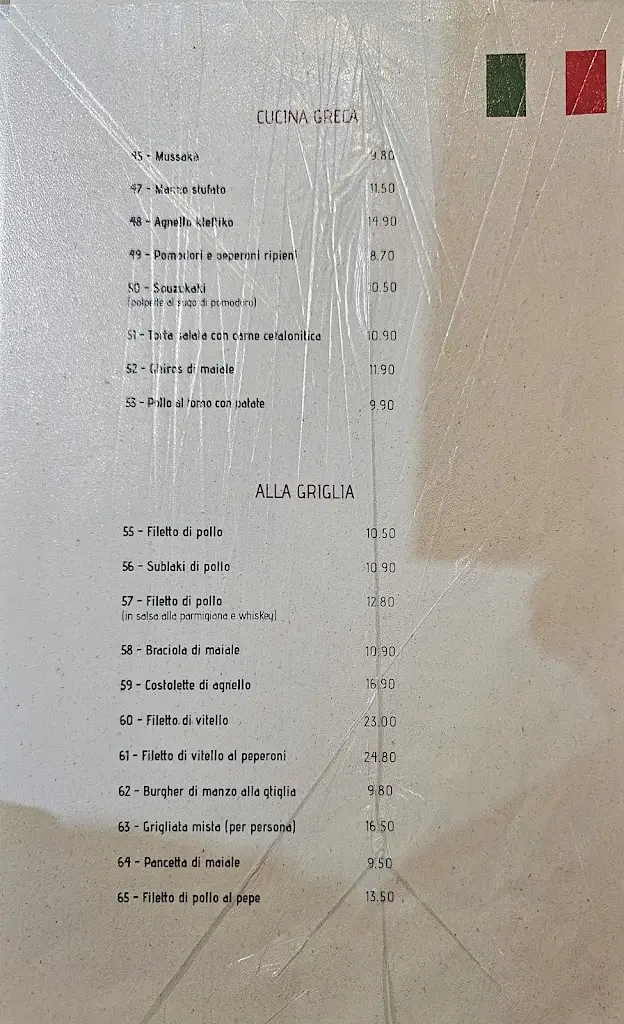 CUCINA GRECA
45 - Mussakà 9.80
47 - Manzo stufato 11.50
48 - Agnello kleftiko 14.90
49 - Pomodori e peperoni ripieni 8.70
50 - Souzukaki 10.50
(polpette al sugo di pomodoro)
51 - Torta salata con carne cefalonitica 10.90
52 - Ghiros di maiale 11.90
53 - Pollo al forno con patate 9.90
ALLA GRIGLIA
55 - Filetto di pollo 10.50
56 - Sublaki di pollo 10.90
57 - Filetto di pollo 12.80
(in salsa alla parmigiana e whiskey)
58 - Braciola di maiale 10.90
59 - Costolette di agnello 16.90
60 - Filetto di vitello 23.00
61 - Filetto di vitello al peperoni 24.80
62 - Burgher di manzo alla gtiglia 9.80
63 - Grigliata mista (per persona) 16.50
64 - Pancetta di maiale 9.50
65 - Filetto di pollo al pepe 13.50